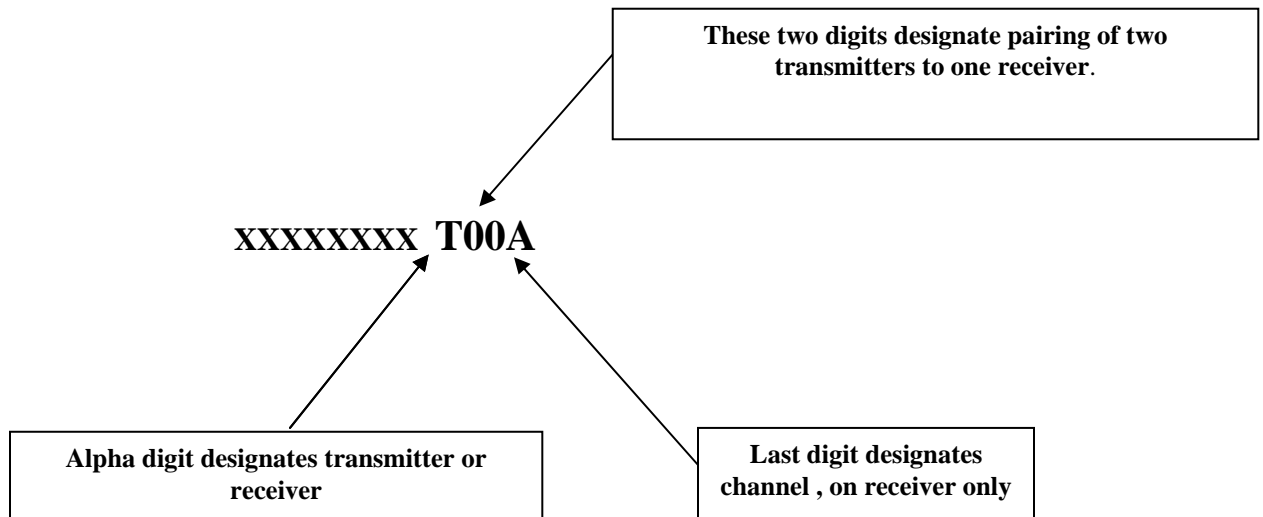 These two digits designate pairing of two
transmitters to one receiver.
XXXXXXXX T00A
Alpha digit designates transmitter or
receiver
Last digit designates
channel , on receiver only